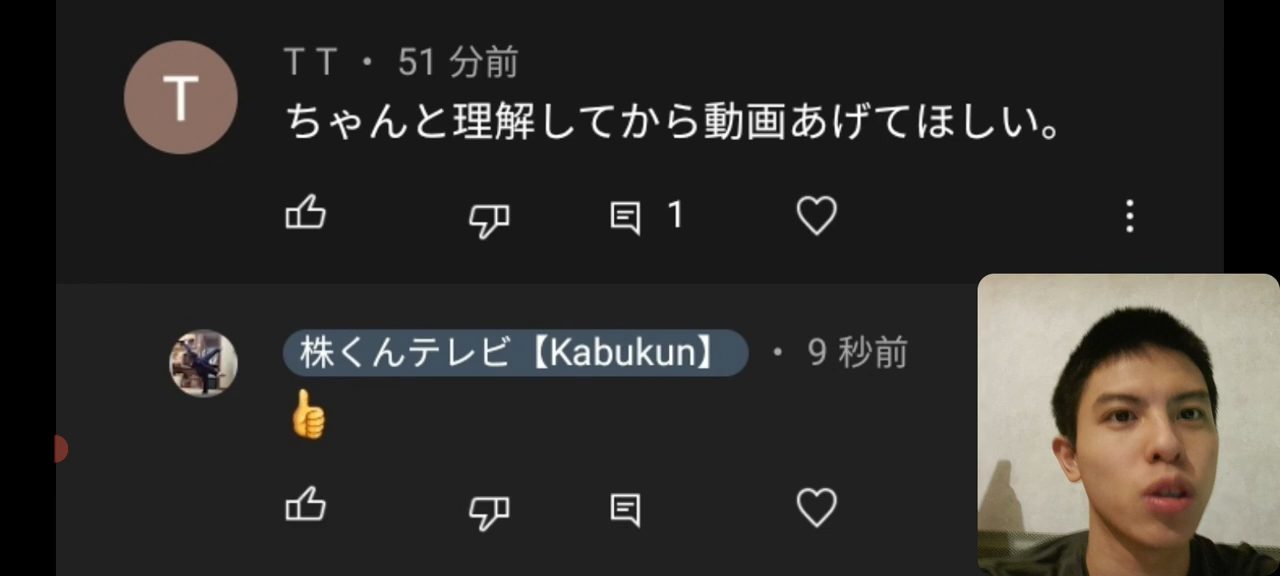 T
T T ・ 51 分前
ちゃんと理解してから動画あげてほしい。
1
株くんテレビ【Kabukun】 ・ 9 秒前
👍